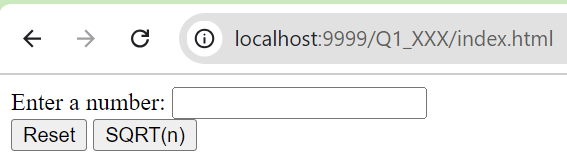 localhost:9999/Q1_XXX/index.html
Enter a number:
Reset SQRT(n)